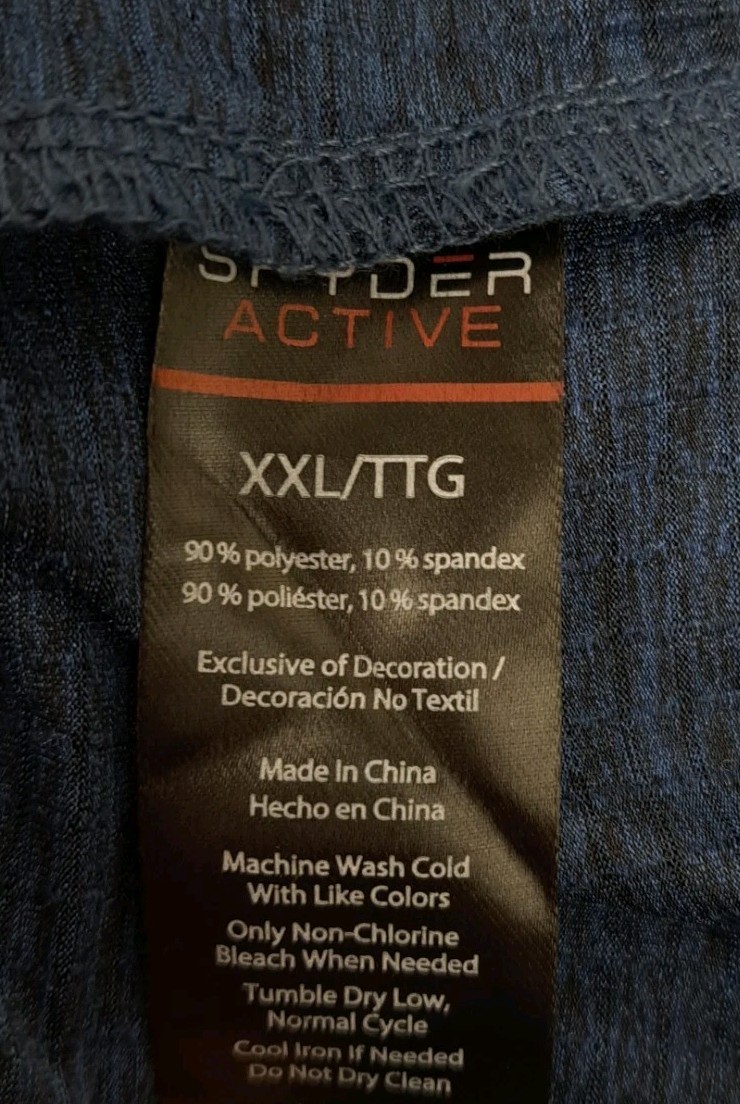 SPYDER
ACTIVE
XXL/TTG
90 % polyester, 10 % spandex
90 % poliéster, 10 % spandex
Exclusive of Decoration /
Decoración No Textil
Made In China
Hecho en China
Machine Wash Cold
With Like Colors
Only Non-Chlorine
Bleach When Needed
Tumble Dry Low,
Normal Cycle
Cool Iron If Needed
Do Not Dry Clean